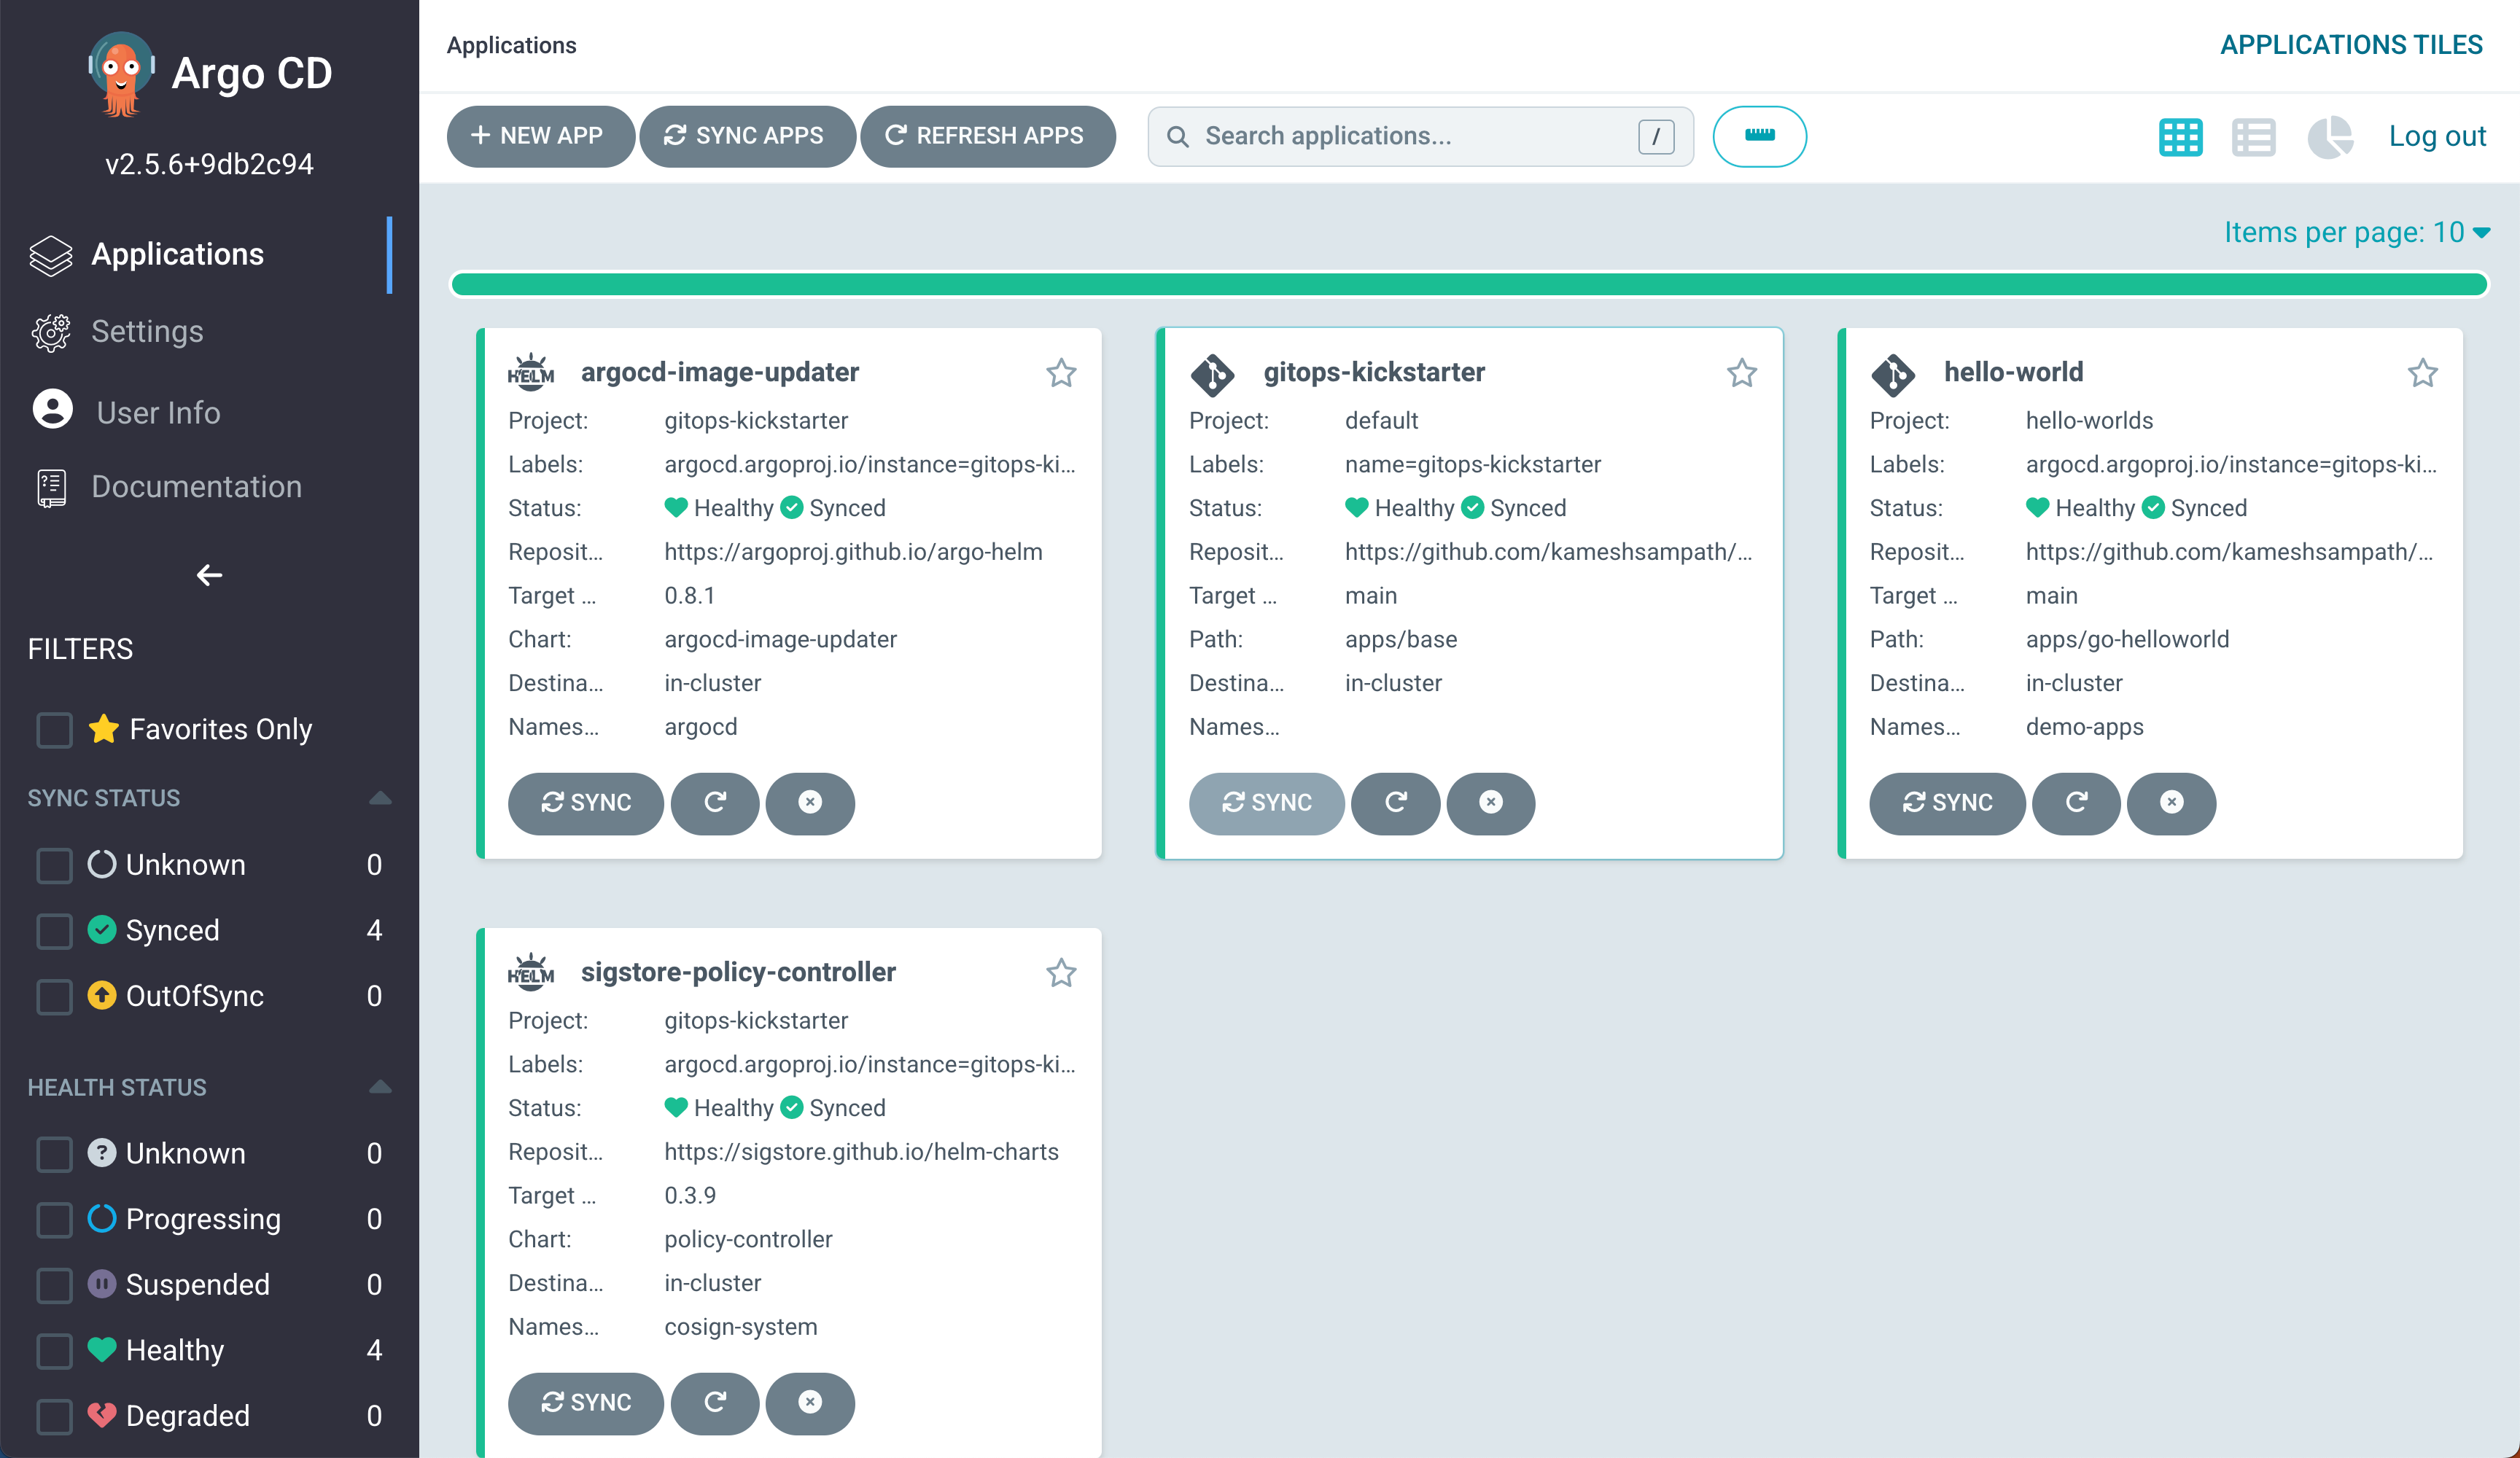 Argo CD
v2.5.6+9db2c94
Applications
Settings
User Info
Documentation
FILTERS
Favorites Only
SYNC STATUS
Unknown 0
Synced 4
OutOfSync 0
HEALTH STATUS
Unknown 0
Progressing 0
Suspended 0
Healthy 4
Degraded 0
Applications
APPLICATIONS TILES
+ NEW APP
SYNC APPS
REFRESH APPS
Search applications... /
Log out
Items per page: 10
HELM argocd-image-updater
Project: gitops-kickstarter
Labels: argocd.argoproj.io/instance=gitops-ki...
Status: Healthy Synced
Reposit... https://argoproj.github.io/argo-helm
Target ... 0.8.1
Chart: argocd-image-updater
Destina... in-cluster
Names... argocd
SYNC
gitops-kickstarter
Project: default
Labels: name=gitops-kickstarter
Status: Healthy Synced
Reposit... https://github.com/kameshsampath/...
Target ... main
Path: apps/base
Destina... in-cluster
Names...
SYNC
hello-world
Project: hello-worlds
Labels: argocd.argoproj.io/instance=gitops-ki...
Status: Healthy Synced
Reposit... https://github.com/kameshsampath/...
Target ... main
Path: apps/go-helloworld
Destina... in-cluster
Names... demo-apps
SYNC
HELM sigstore-policy-controller
Project: gitops-kickstarter
Labels: argocd.argoproj.io/instance=gitops-ki...
Status: Healthy Synced
Reposit... https://sigstore.github.io/helm-charts
Target ... 0.3.9
Chart: policy-controller
Destina... in-cluster
Names... cosign-system
SYNC